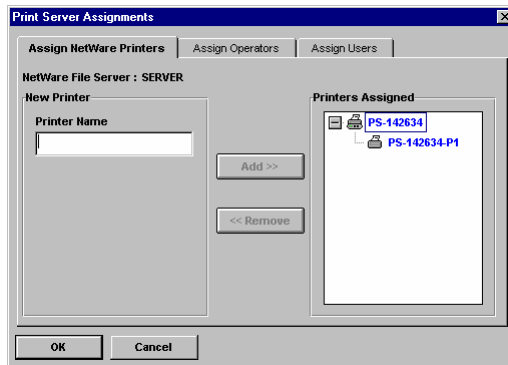 Print Server Assignments
Assign NetWare Printers
Assign Operators
Assign Users
NetWare File Server : SERVER
New Printer
Printers Assigned
Printer Name
PS-142634
PS-142634-P1
Add >>
<< Remove
OK
Cancel